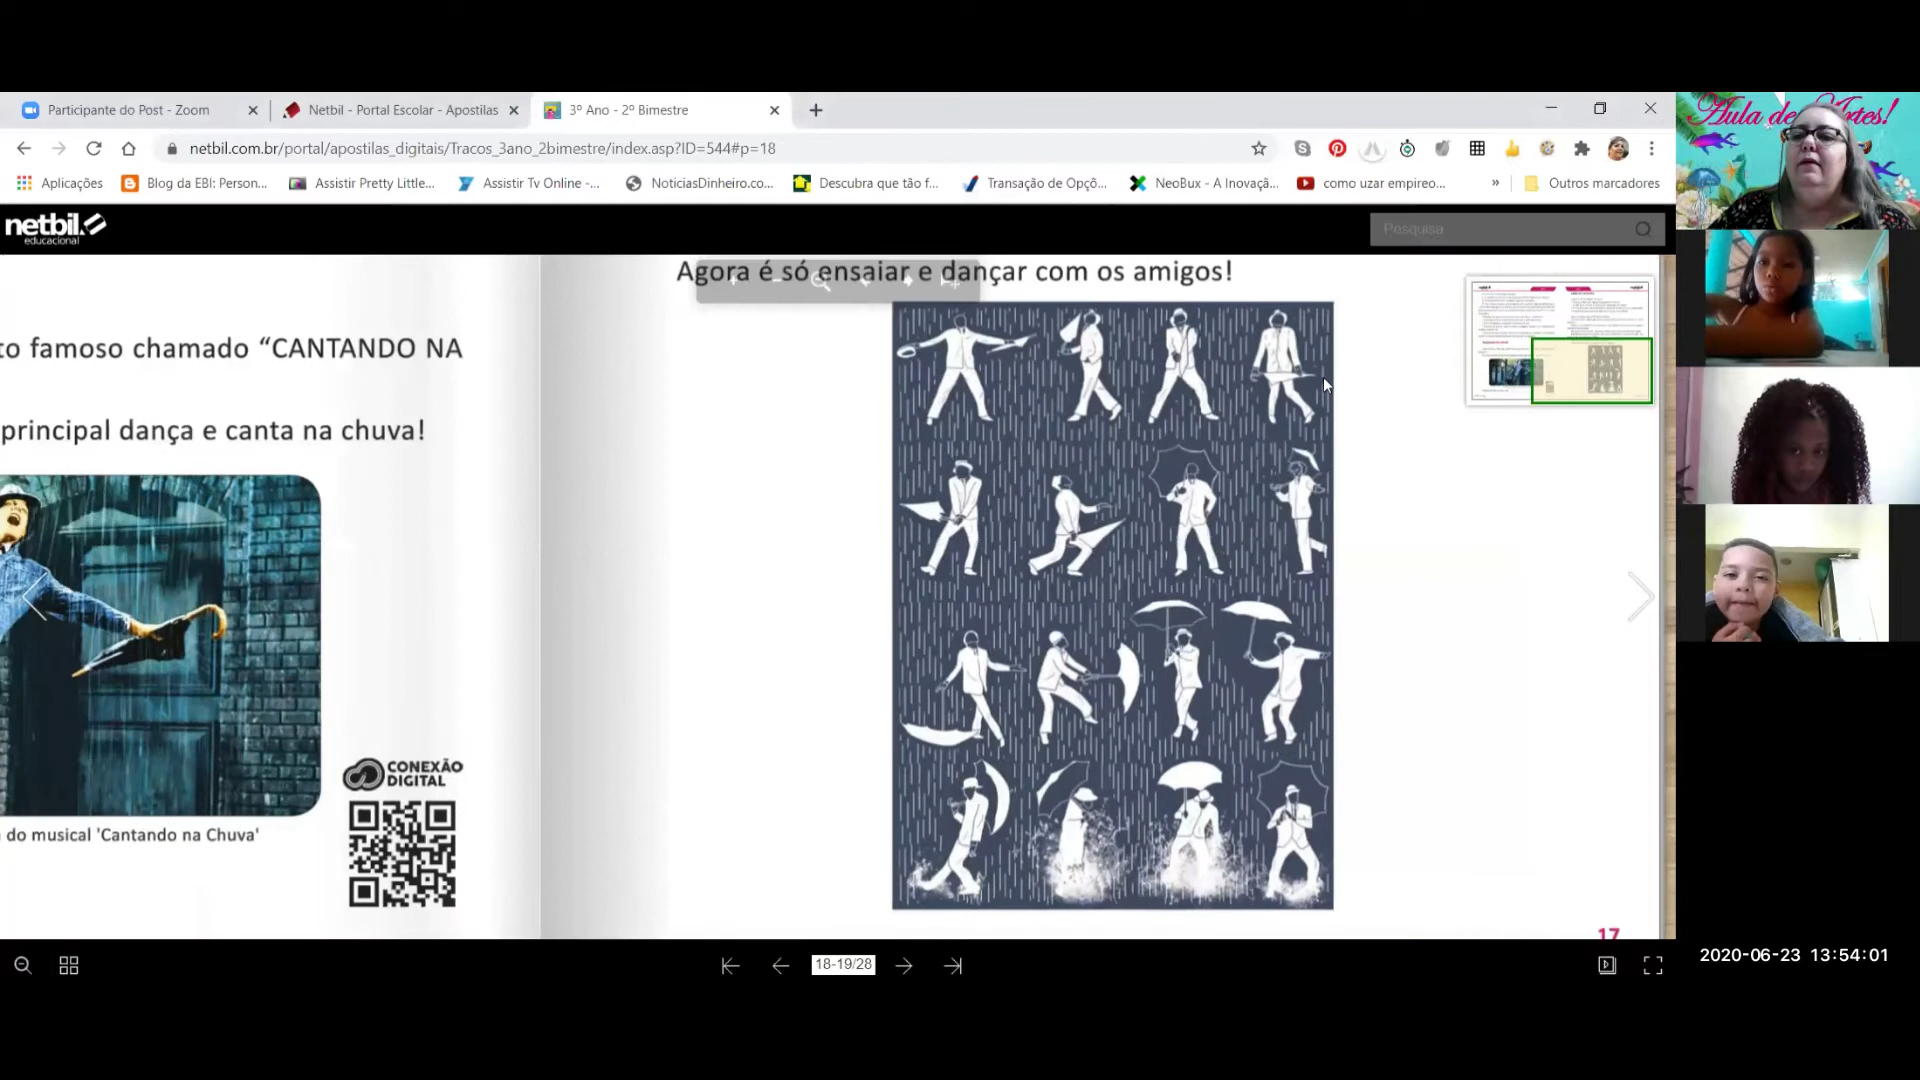 Participante do Post - Zoom
Netbil - Portal Escolar - Apostilas
3º Ano - 2º Bimestre
netbil.com.br/portal/apostilas_digitais/Tracos_3ano_2bimestre/index.asp?ID=544#p=18
Aplicações
Blog da EBI: Person...
Assistir Pretty Little...
Assistir Tv Online -...
NoticiasDinheiro.co...
Descubra que tão f...
Transação de Opçõ...
NeoBux - A Inovaçã...
como uzar empireo...
»
Outros marcadores
Aula de Artes!
netbil
educacional
Pesquisa
Agora é só ensaiar e dançar com os amigos!
to famoso chamado “CANTANDO NA
principal dança e canta na chuva!
CONEXÃO
DIGITAL
do musical 'Cantando na Chuva'
17
18-19/28
2020-06-23 13:54:01